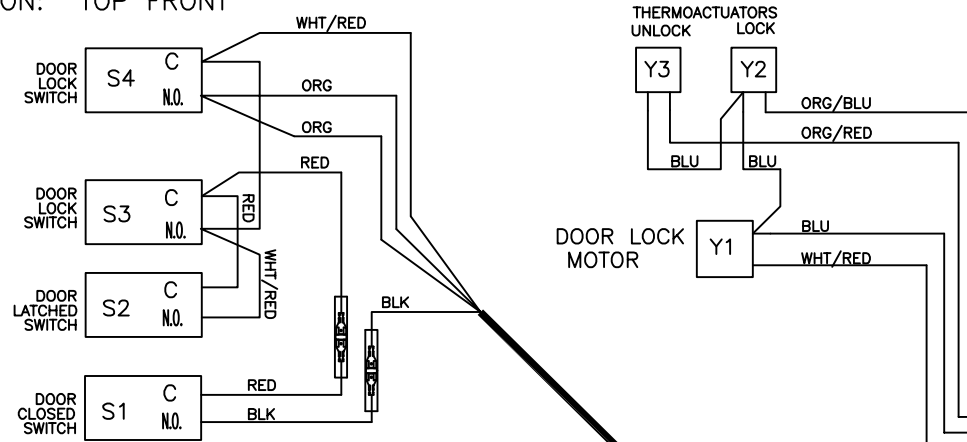 ON: TOP FRONT
WHT/RED
DOOR
LOCK
SWITCH
S4
C
N.O.
ORG
ORG
RED
DOOR
LOCK
SWITCH
S3
C
N.O.
RED
WHT/RED
DOOR
LATCHED
SWITCH
S2
C
N.O.
BLK
DOOR
CLOSED
SWITCH
S1
C
N.O.
RED
BLK
THERMOACTUATORS
UNLOCK
LOCK
Y3
Y2
ORG/BLU
ORG/RED
BLU
BLU
DOOR LOCK
MOTOR
Y1
BLU
WHT/RED